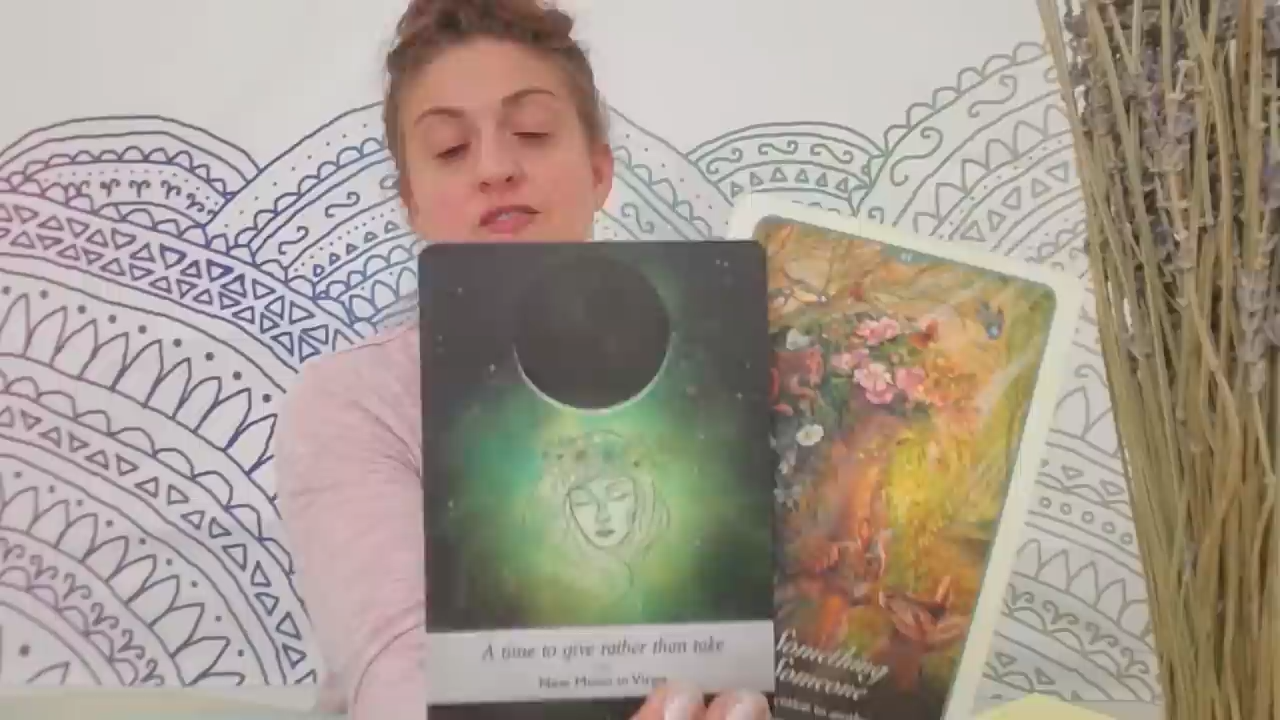 A time to give rather than take
New Moon in Virgo
Something
Someone